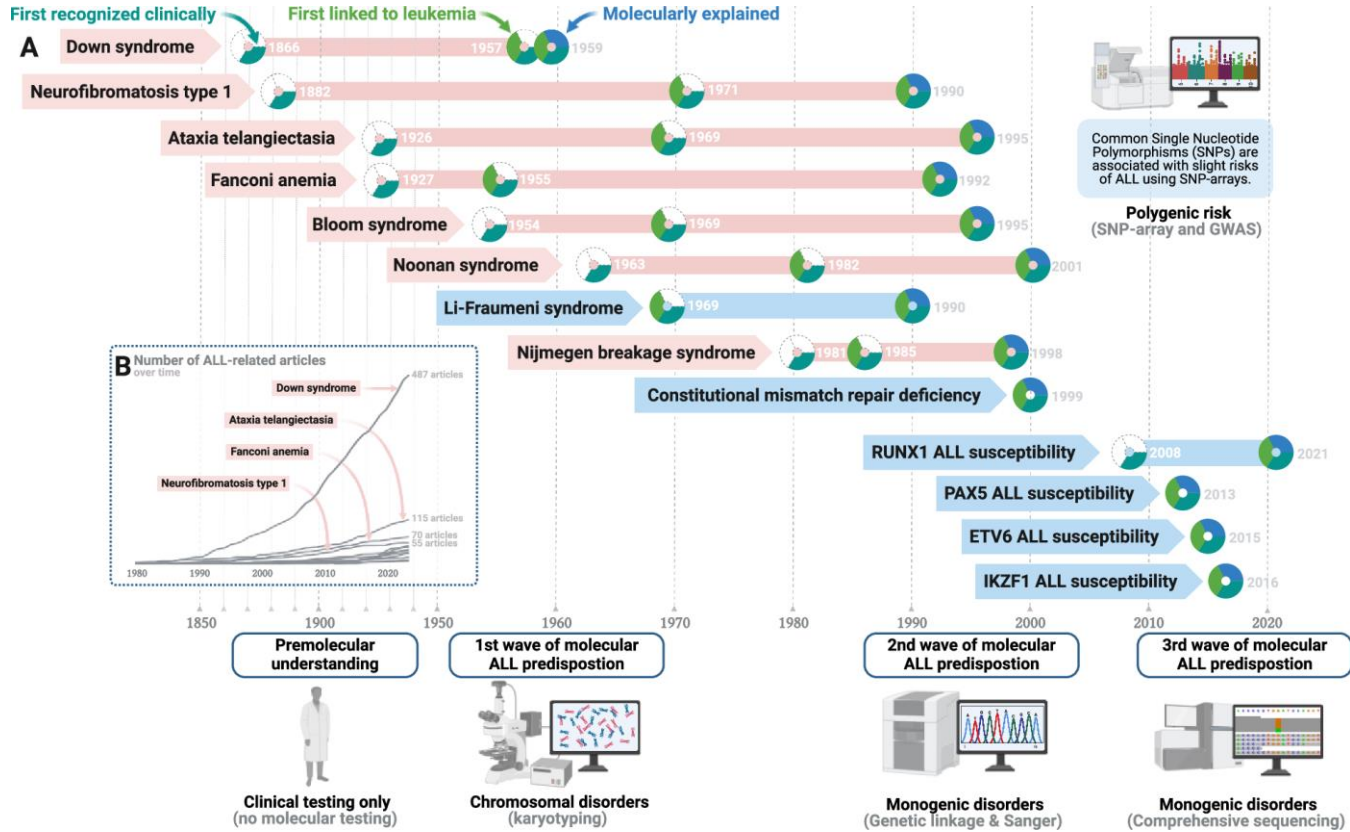 First recognized clinically
First linked to leukemia
Molecularly explained
A
Down syndrome
1866
1957
1959
Neurofibromatosis type 1
1882
1971
1990
Ataxia telangiectasia
1926
1969
1995
Fanconi anemia
1927
1955
1992
Bloom syndrome
1954
1969
1995
Noonan syndrome
1963
1982
2001
Li-Fraumeni syndrome
1969
1990
Nijmegen breakage syndrome
1981
1985
1998
Constitutional mismatch repair deficiency
1999
RUNX1 ALL susceptibility
2008
2021
PAX5 ALL susceptibility
2013
ETV6 ALL susceptibility
2015
IKZF1 ALL susceptibility
2016
Common Single Nucleotide
Polymorphisms (SNPs) are
associated with slight risks
of ALL using SNP-arrays.
Polygenic risk
(SNP-array and GWAS)
B
Number of ALL-related articles
over time
Down syndrome
487 articles
Ataxia telangiectasia
Fanconi anemia
Neurofibromatosis type 1
115 articles
70 articles
55 articles
1980
1990
2000
2010
2020
1850
1900
1950
1960
1970
1980
1990
2000
2010
2020
Premolecular
understanding
1st wave of molecular
ALL predispostion
2nd wave of molecular
ALL predispostion
3rd wave of molecular
ALL predispostion
Clinical testing only
(no molecular testing)
Chromosomal disorders
(karyotyping)
Monogenic disorders
(Genetic linkage & Sanger)
Monogenic disorders
(Comprehensive sequencing)